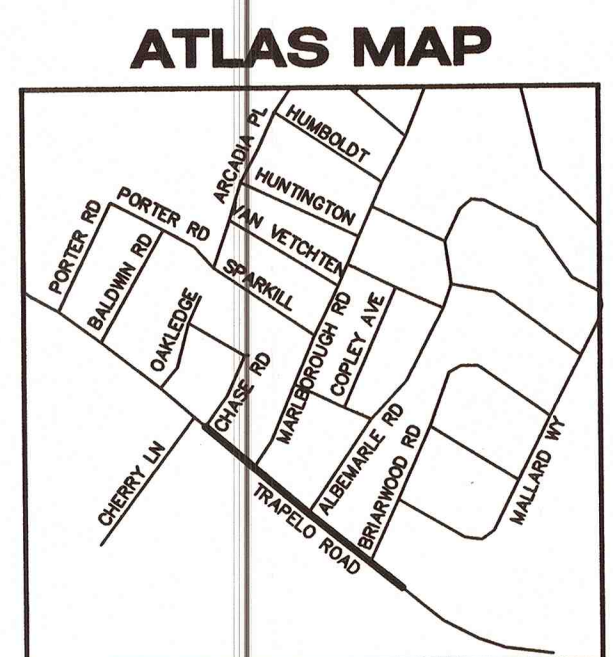 ATLAS MAP
ARCADIA PL
HUMBOLDT
HUNTINGTON
VAN VETCHTEN
PORTER RD
PORTER RD
BALDWIN RD
SPARKILL
OAKLEDGE
CHASE RD
MARLBOROUGH RD
COPLEY AVE
ALBEMARLE RD
BRIARWOOD RD
MALLARD WY
CHERRY LN
TRAPELO ROAD